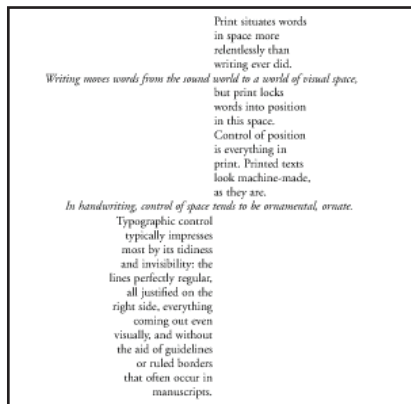 Print situates words
in space more
relentlessly than
writing ever did.
Writing moves words from the sound world to a world of visual space,
but print locks
words into position
in this space.
Control of position
is everything in
print. Printed texts
look machine-made,
as they are.
In handwriting, control of space tends to be ornamental, ornate.
Typographic control
typically impresses
most by its tidiness
and invisibility: the
lines perfectly regular,
all justified on the
right side, everything
coming out even
visually, and without
the aid of guidelines
or ruled borders
that often occur in
manuscripts.